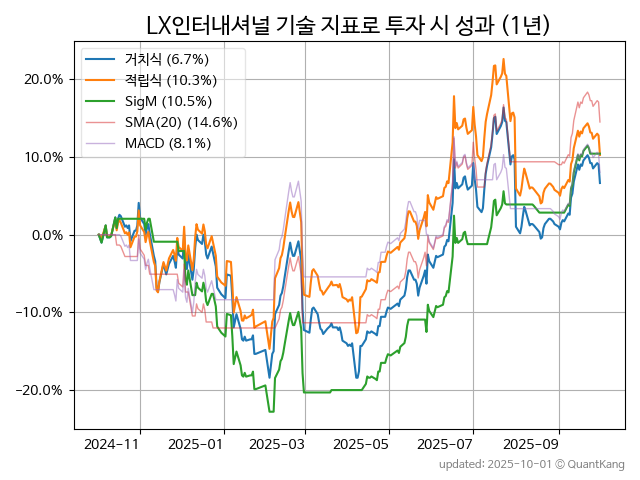 LX인터내셔널 기술 지표로 투자 시 성과 (1년)
거치식 (6.7%)
적립식 (10.3%)
SigM (10.5%)
SMA(20) (14.6%)
MACD (8.1%)
20.0%
10.0%
0.0%
−10.0%
−20.0%
2024-11 2025-01 2025-03 2025-05 2025-07 2025-09
updated: 2025-10-01 © QuantKang